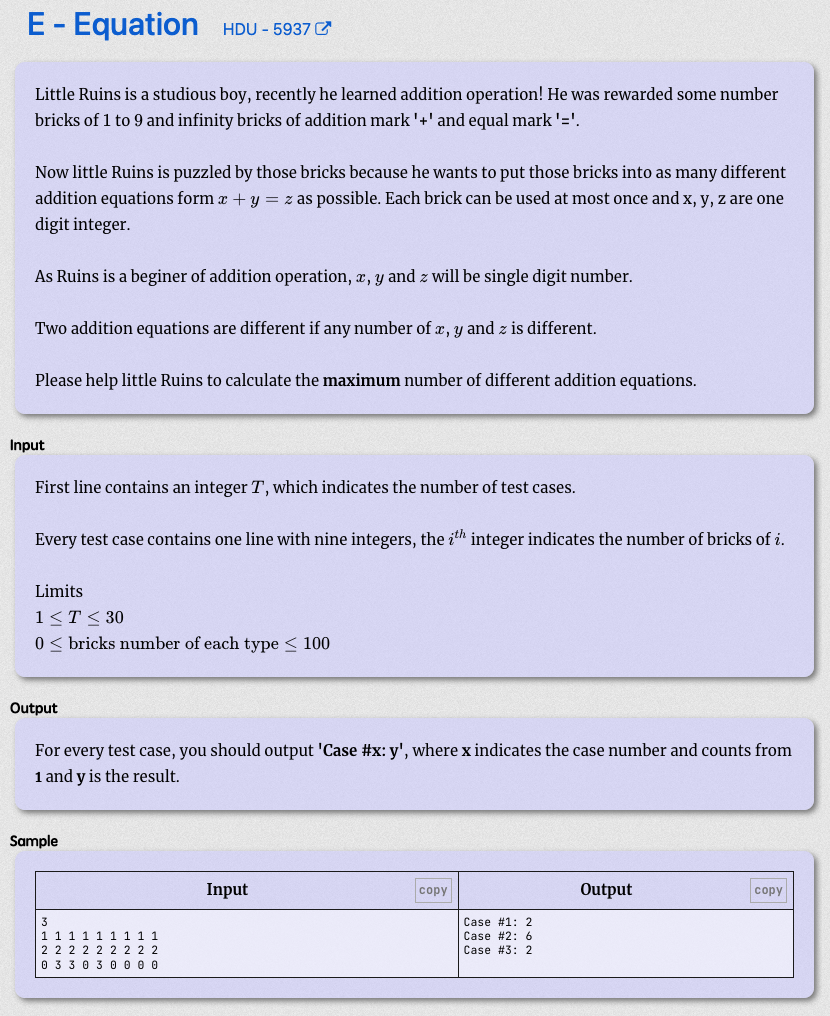 E - Equation HDU - 5937
Little Ruins is a studious boy, recently he learned addition operation! He was rewarded some number
bricks of 1 to 9 and infinity bricks of addition mark '+' and equal mark '='.
Now little Ruins is puzzled by those bricks because he wants to put those bricks into as many different
addition equations form x + y = z as possible. Each brick can be used at most once and x, y, z are one
digit integer.
As Ruins is a beginer of addition operation, x, y and z will be single digit number.
Two addition equations are different if any number of x, y and z is different.
Please help little Ruins to calculate the maximum number of different addition equations.
Input
First line contains an integer T, which indicates the number of test cases.
Every test case contains one line with nine integers, the i^th integer indicates the number of bricks of i.
Limits
1 ≤ T ≤ 30
0 ≤ bricks number of each type ≤ 100
Output
For every test case, you should output 'Case #x: y', where x indicates the case number and counts from
1 and y is the result.
Sample
Input copy Output copy
3
1 1 1 1 1 1 1 1 1
2 2 2 2 2 2 2 2 2
0 3 3 0 3 0 0 0 0
Case #1: 2
Case #2: 6
Case #3: 2